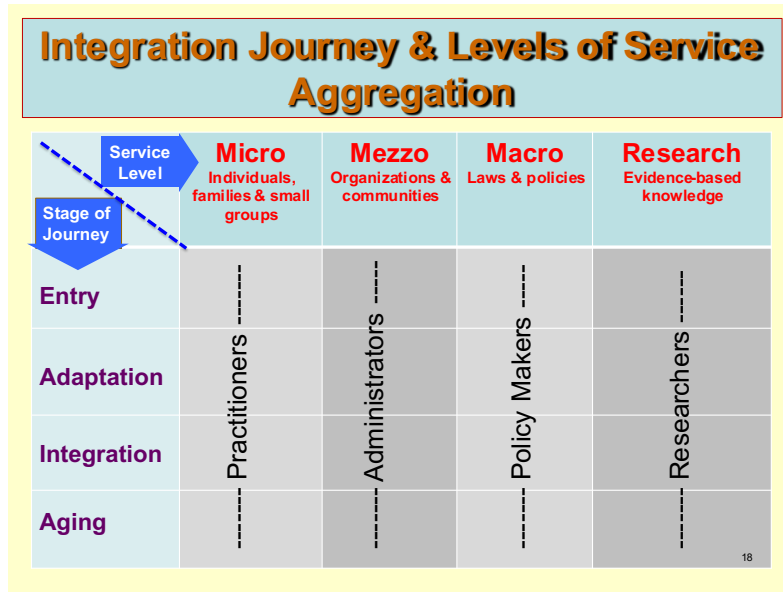 Integration Journey & Levels of Service
Aggregation
Service
Level
Stage of
Journey
Micro
Individuals,
families & small
groups
Mezzo
Organizations &
communities
Macro
Laws & policies
Research
Evidence-based
knowledge
Entry
Adaptation
Integration
Aging
------- Practitioners -------
------- Administrators -----
------- Policy Makers -----
------- Researchers ------
18